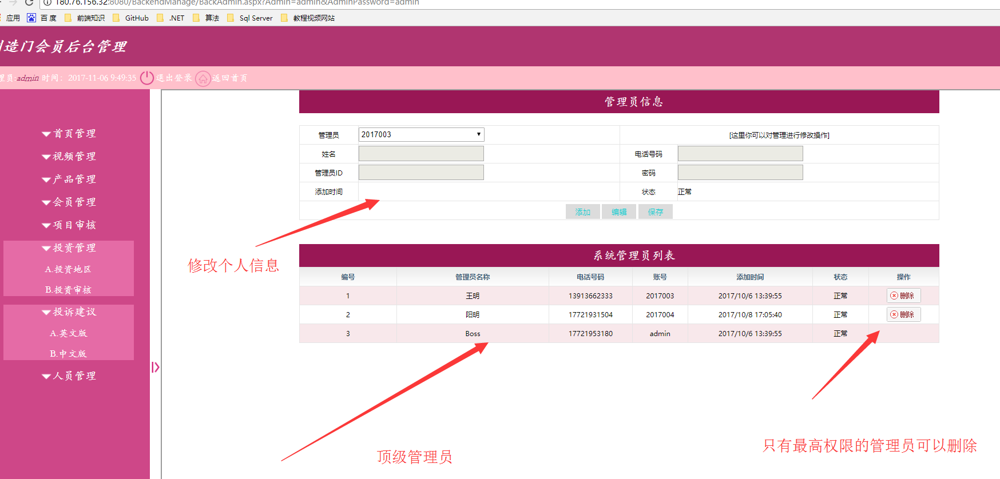 180.76.156.32:8080/BackendManage/BackAdmin.aspx?Admin=admin&AdminPassword=admin
应用 百度 前端知识 GitHub .NET 算法 Sql Server 教程视频网站
造门会员后台管理
理员:admin 时间：2017-11-06 9:49:35 退出登录 返回首页
首页管理
视频管理
产品管理
会员管理
项目审核
投资管理
A.投资地区
B.投资审核
投诉建议
A.英文版
B.中文版
人员管理
管理员信息
管理员 2017003 [这里你可以对管理进行修改操作]
姓名 电话号码
管理员ID 密码
添加时间 状态 正常
添加 编辑 保存
修改个人信息
系统管理员列表
编号 管理员名称 电话号码 账号 添加时间 状态 操作
1 王明 13913662333 2017003 2017/10/6 13:39:55 正常 删除
2 阳明 17721931504 2017004 2017/10/8 17:05:40 正常 删除
3 Boss 17721953180 admin 2017/10/6 13:39:55 正常
顶级管理员
只有最高权限的管理员可以删除